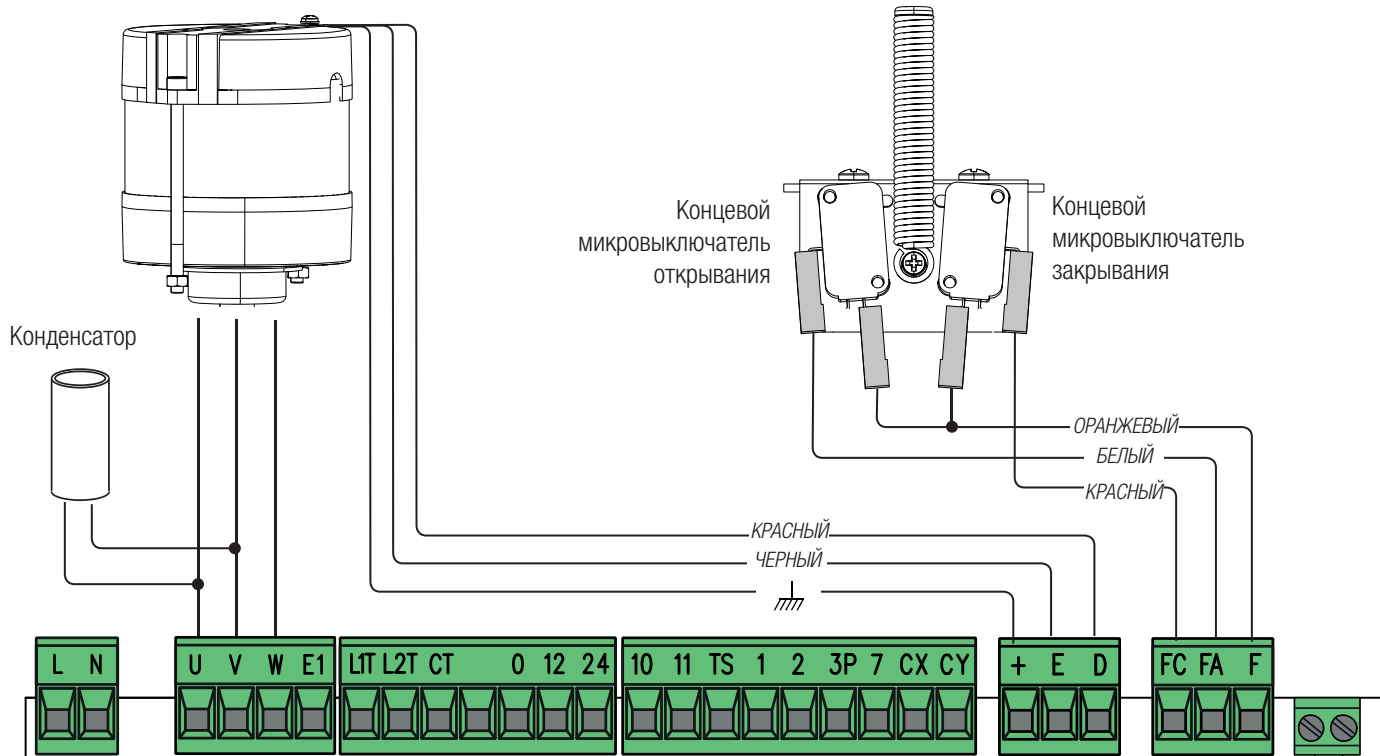 Концевой
микровыключатель
открывания
Концевой
микровыключатель
закрывания
Конденсатор
ОРАНЖЕВЫЙ
БЕЛЫЙ
КРАСНЫЙ
КРАСНЫЙ
ЧЕРНЫЙ
L N
U V W E1
L1T L2T CT 0 12 24
10 11 TS 1 2 3P 7 CX CY
+ E D
FC FA F